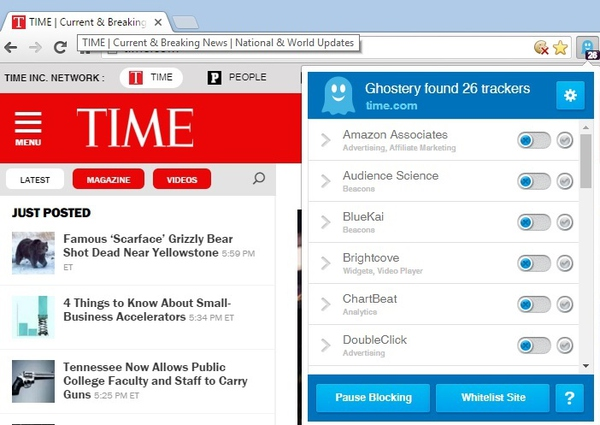 TIME | Current & Breaking
TIME | Current & Breaking News | National & World Updates
26
TIME INC. NETWORK :
TIME
P
PEOPLE
MENU
TIME
LATEST
MAGAZINE
VIDEOS
JUST POSTED
Famous ‘Scarface’ Grizzly Bear
Shot Dead Near Yellowstone 5:59 PM
ET
4 Things to Know About Small-
Business Accelerators 5:34 PM ET
Tennessee Now Allows Public
College Faculty and Staff to Carry
Guns 5:25 PM ET
Ghostery found 26 trackers
time.com
Amazon Associates
Advertising, Affiliate Marketing
Audience Science
Beacons
BlueKai
Beacons
Brightcove
Widgets, Video Player
ChartBeat
Analytics
DoubleClick
Advertising
Pause Blocking
Whitelist Site
?